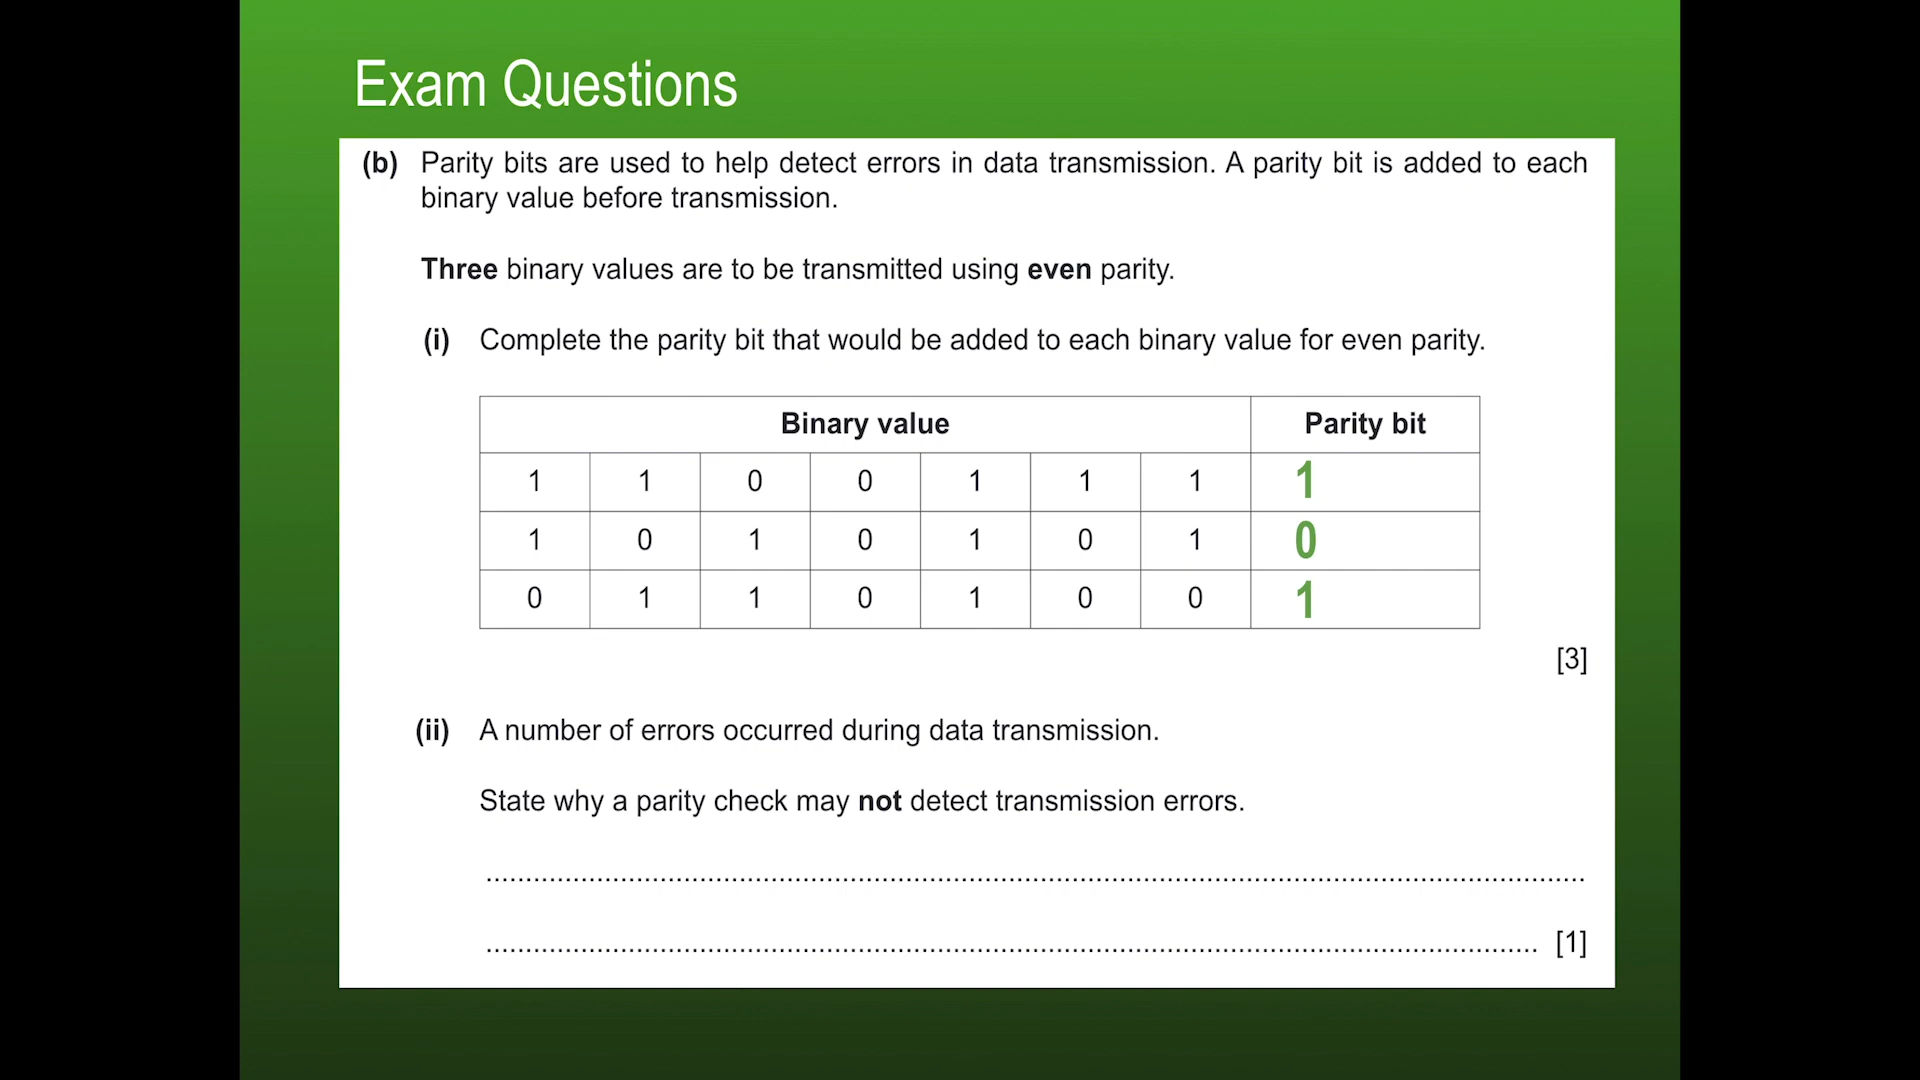 Exam Questions
(b) Parity bits are used to help detect errors in data transmission. A parity bit is added to each
binary value before transmission.
Three binary values are to be transmitted using even parity.
(i) Complete the parity bit that would be added to each binary value for even parity.
Binary value Parity bit
1 1 0 0 1 1 1 1
1 0 1 0 1 0 1 0
0 1 1 0 1 0 0 1
[3]
(ii) A number of errors occurred during data transmission.
State why a parity check may not detect transmission errors.
[1]